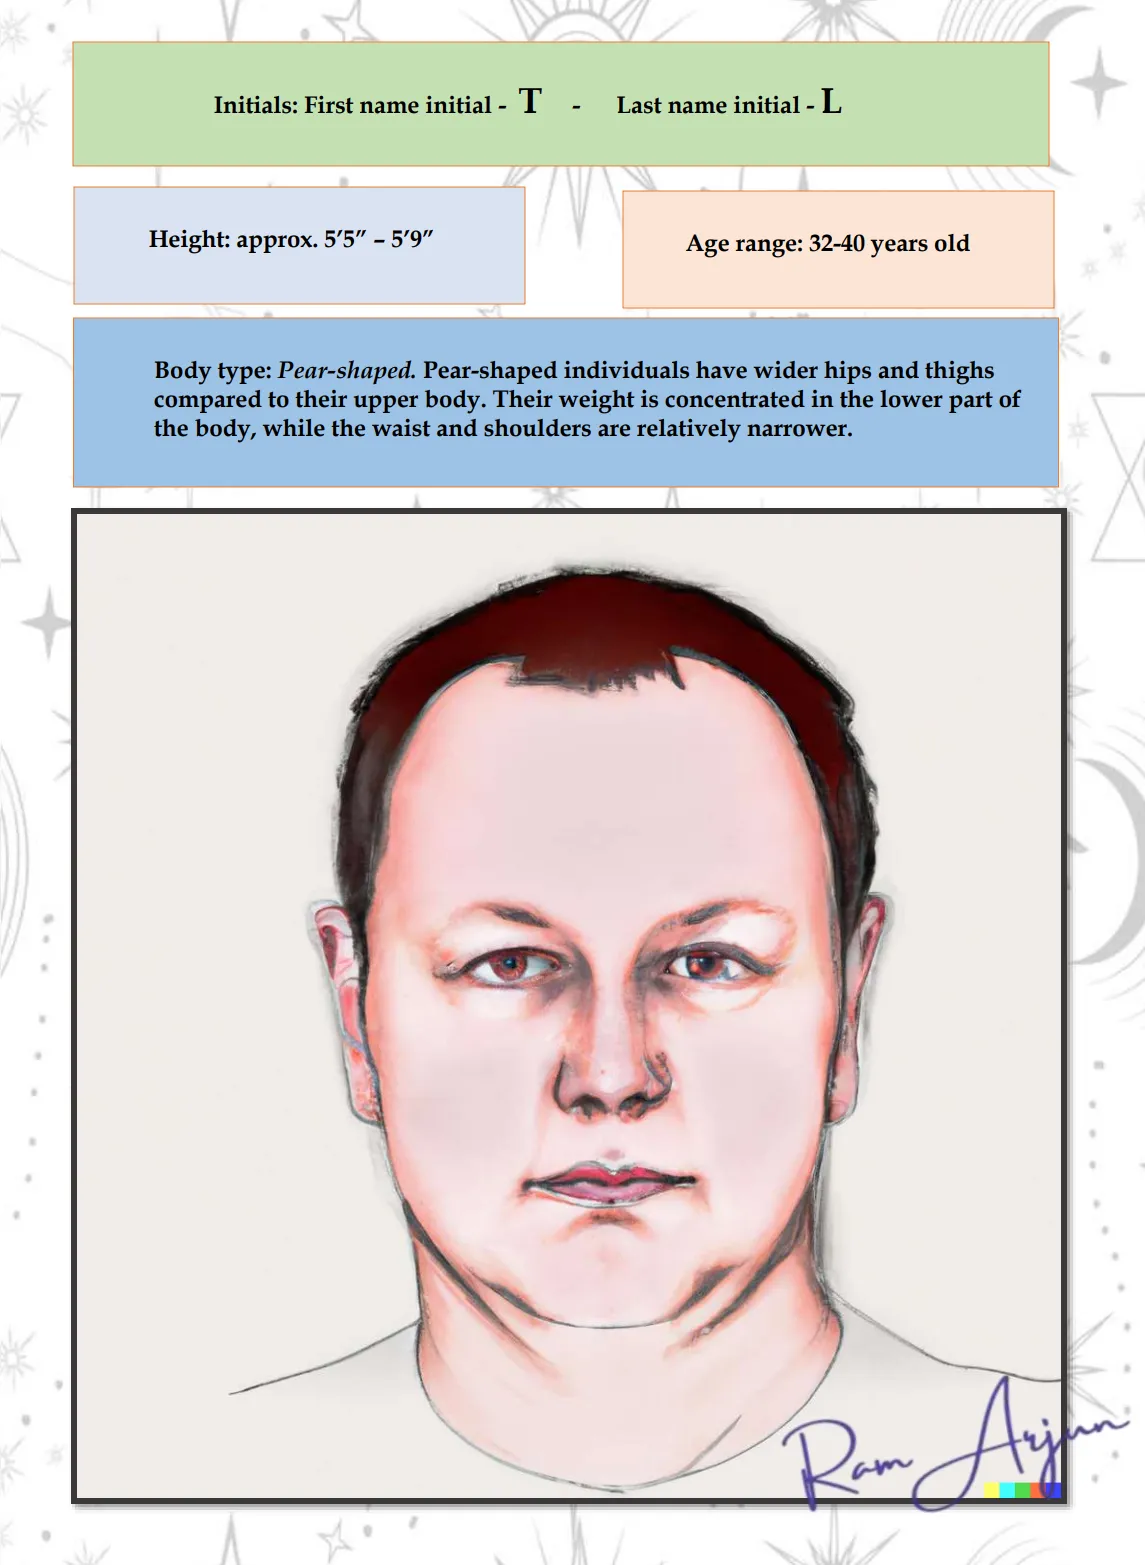 Initials: First name initial - T - Last name initial - L
Height: approx. 5’5” – 5’9”
Age range: 32-40 years old
Body type: Pear-shaped. Pear-shaped individuals have wider hips and thighs
compared to their upper body. Their weight is concentrated in the lower part of
the body, while the waist and shoulders are relatively narrower.
Ram Arjun